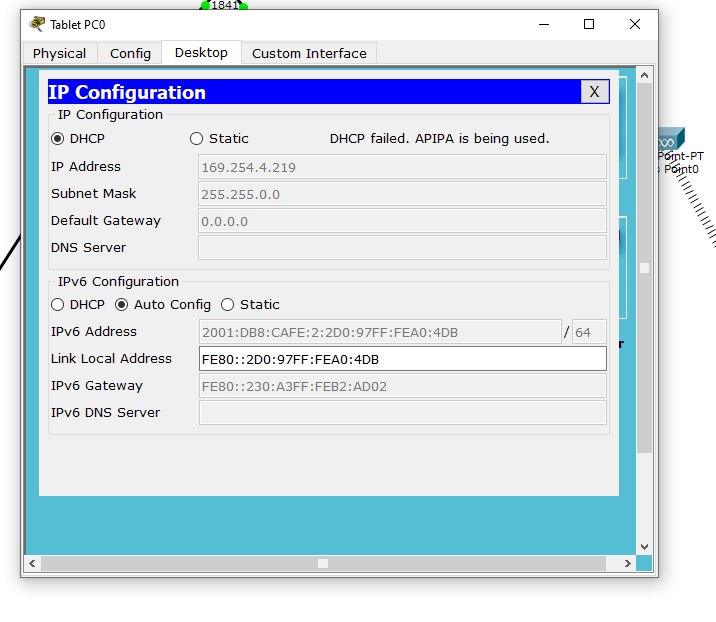 1841
Tablet PC0
Physical Config Desktop Custom Interface
IP Configuration X
IP Configuration
DHCP Static DHCP failed. APIPA is being used.
IP Address 169.254.4.219
Subnet Mask 255.255.0.0
Default Gateway 0.0.0.0
DNS Server
IPv6 Configuration
DHCP Auto Config Static
IPv6 Address 2001:DB8:CAFE:2:2D0:97FF:FEA0:4DB / 64
Link Local Address FE80::2D0:97FF:FEA0:4DB
IPv6 Gateway FE80::230:A3FF:FEB2:AD02
IPv6 DNS Server
Point-PT
s Point0
r